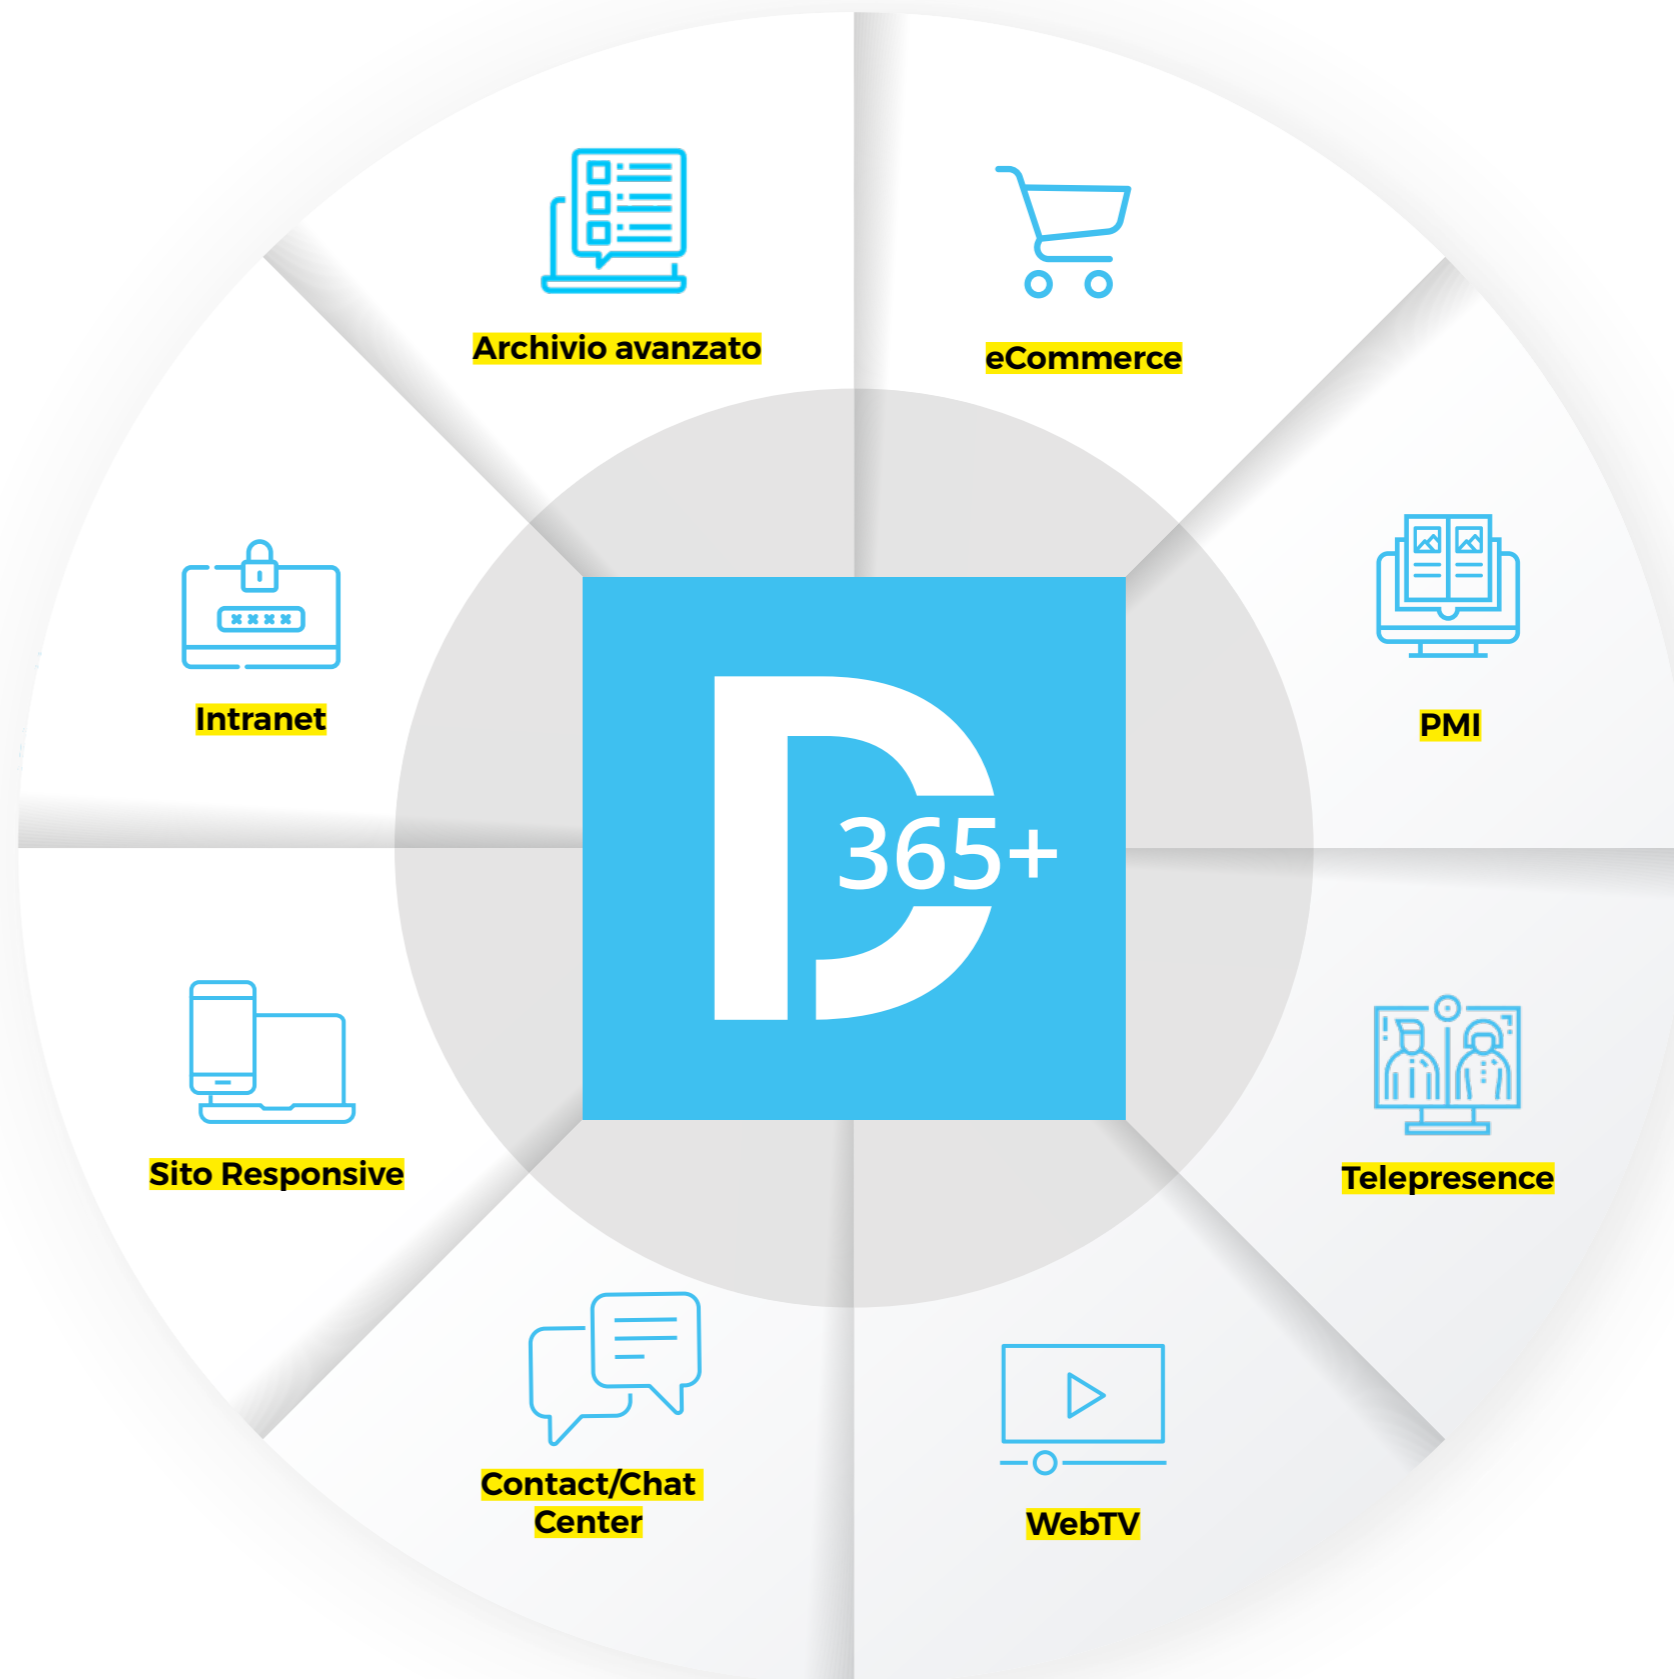 Archivio avanzato
eCommerce
Intranet
PMI
D
365+
Sito Responsive
Telepresence
Contact/Chat
Center
WebTV